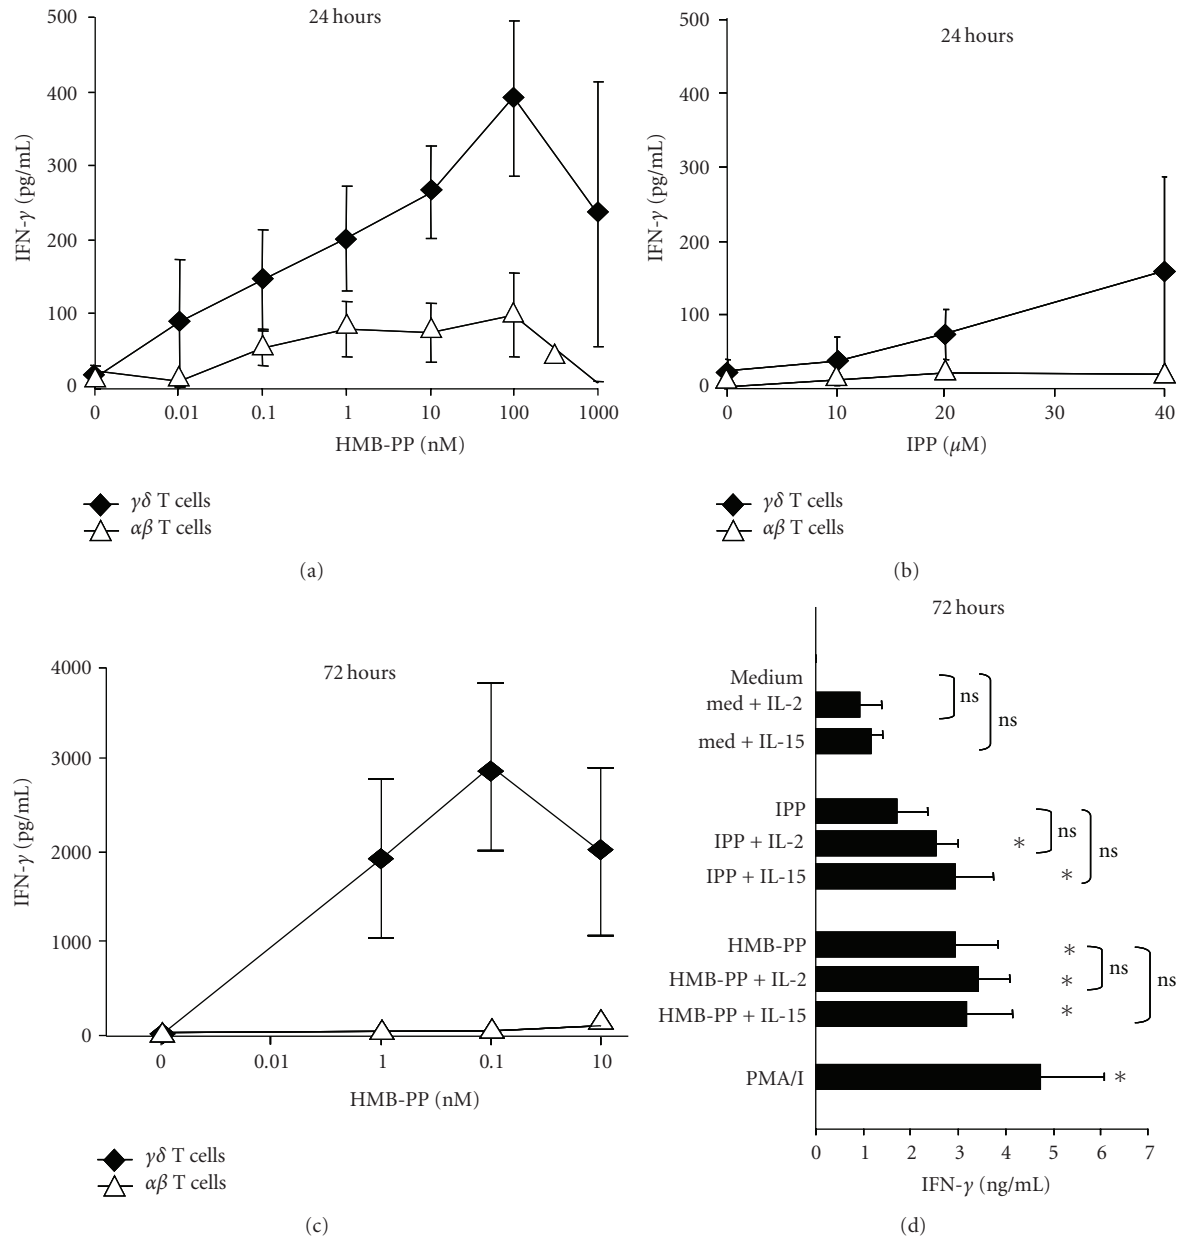 24 hours
500
400
300
200
100
0
IFN-γ (pg/mL)
0 0.01 0.1 1 10 100 1000
HMB-PP (nM)
γδ T cells
αβ T cells
(a)
24 hours
500
400
300
200
100
0
IFN-γ (pg/mL)
0 10 20 30 40
IPP (μM)
γδ T cells
αβ T cells
(b)
72 hours
4000
3000
2000
1000
0
IFN-γ (pg/mL)
0 0.01 1 0.1 10
HMB-PP (nM)
γδ T cells
αβ T cells
(c)
72 hours
Medium
med + IL-2 ns
med + IL-15 ns
IPP
IPP + IL-2 * ns
IPP + IL-15 * ns
HMB-PP *
HMB-PP + IL-2 * ns
HMB-PP + IL-15 * ns
PMA/I *
0 1 2 3 4 5 6 7
IFN-γ (ng/mL)
(d)